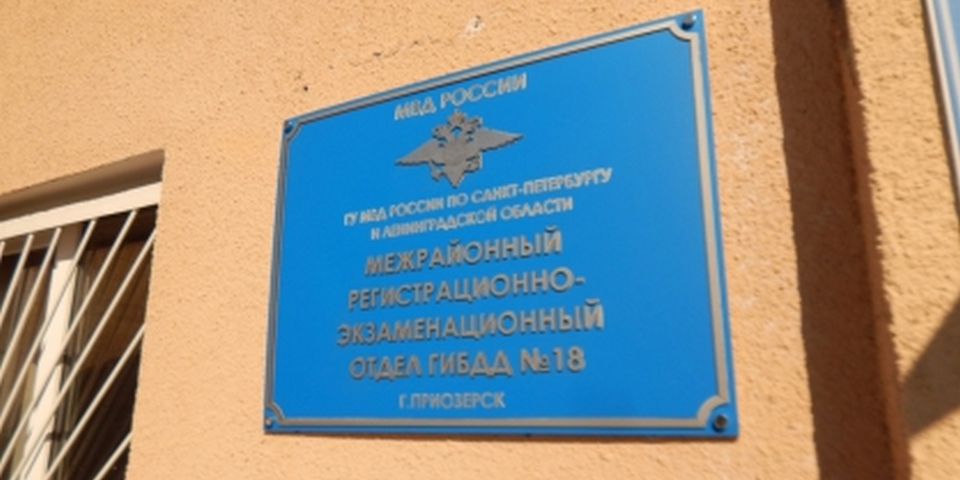 МВД РОССИИ
ГУ МВД РОССИИ ПО САНКТ-ПЕТЕРБУРГУ
И ЛЕНИНГРАДСКОЙ ОБЛАСТИ
МЕЖРАЙОННЫЙ
РЕГИСТРАЦИОННО-
ЭКЗАМЕНАЦИОННЫЙ
ОТДЕЛ ГИБДД №18
Г.ПРИОЗЕРСК